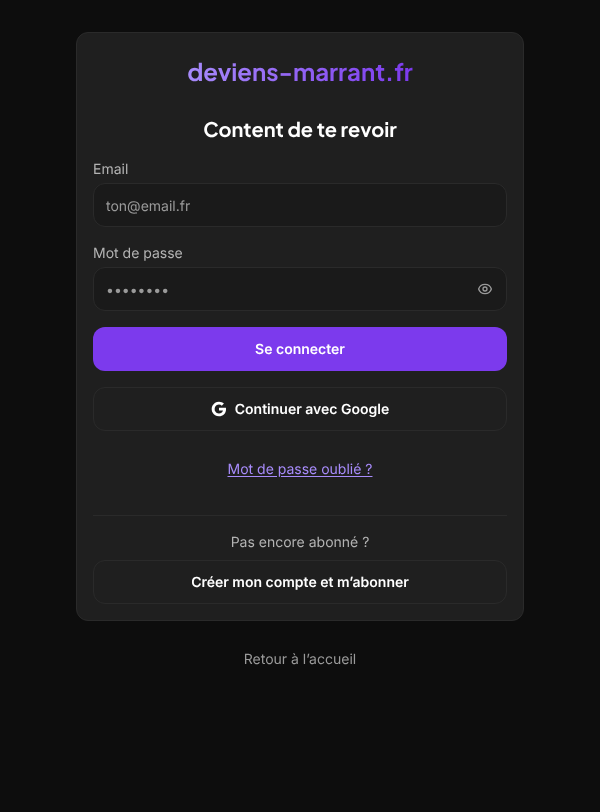 deviens-marrant.fr
Content de te revoir
Email
ton@email.fr
Mot de passe
••••••••
Se connecter
Continuer avec Google
Mot de passe oublié ?
Pas encore abonné ?
Créer mon compte et m’abonner
Retour à l’accueil